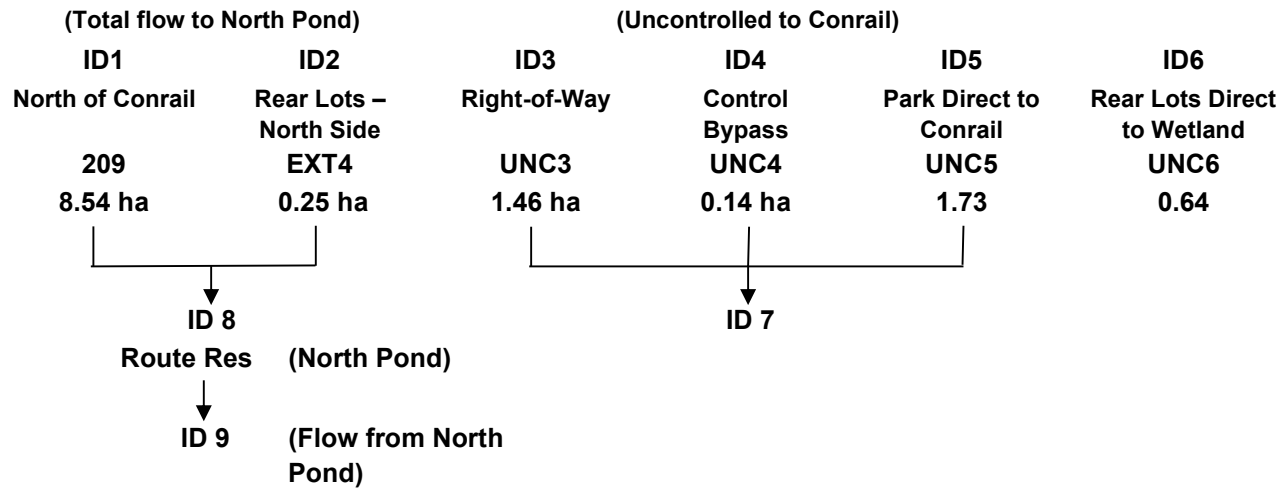 (Total flow to North Pond) (Uncontrolled to Conrail)
ID1 ID2 ID3 ID4 ID5 ID6
North of Conrail Rear Lots – Right-of-Way Control Park Direct to Rear Lots Direct
North Side Bypass Conrail to Wetland
209 EXT4 UNC3 UNC4 UNC5 UNC6
8.54 ha 0.25 ha 1.46 ha 0.14 ha 1.73 0.64
ID 8 ID 7
Route Res (North Pond)
ID 9 (Flow from North
Pond)